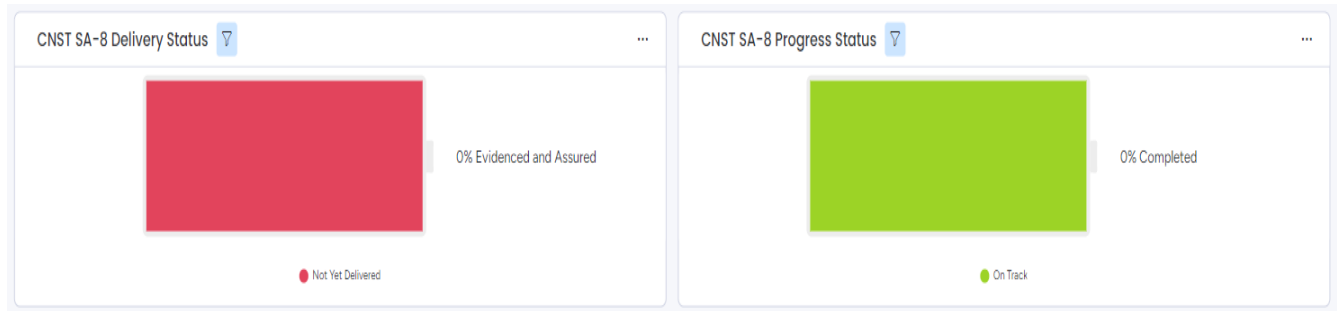 CNST SA-8 Delivery Status
0% Evidenced and Assured
Not Yet Delivered
CNST SA-8 Progress Status
0% Completed
On Track